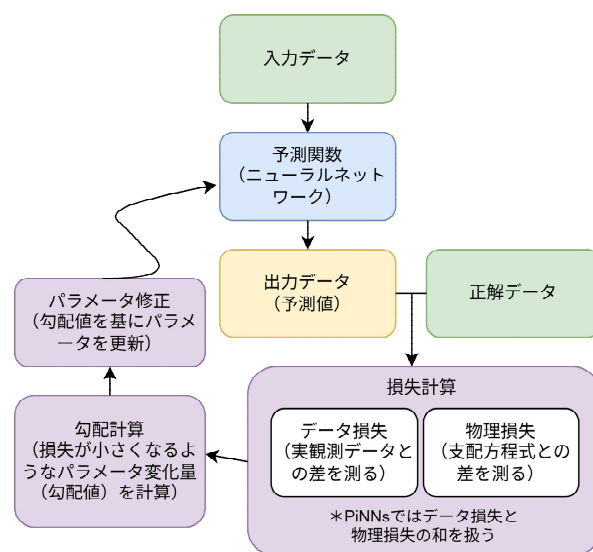 入力データ
予測関数
（ニューラルネット
ワーク）
出力データ
（予測値）
正解データ
パラメータ修正
（勾配値を基にパラメ
ータを更新）
損失計算
データ損失
（実観測データと
の差を測る）
物理損失
（支配方程式との
差を測る）
＊PiNNsではデータ損失と
物理損失の和を扱う
勾配計算
（損失が小さくなるよ
うなパラメータ変化量
（勾配値）を計算）